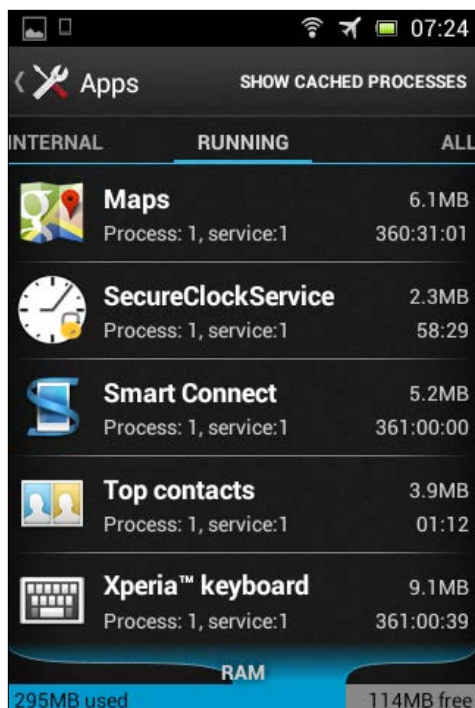 07:24
Apps SHOW CACHED PROCESSES
INTERNAL RUNNING ALL
Maps 6.1MB
Process: 1, service:1 360:31:01
SecureClockService 2.3MB
Process: 1, service:1 58:29
Smart Connect 5.2MB
Process: 1, service:1 361:00:00
Top contacts 3.9MB
Process: 1, service:1 01:12
Xperia™ keyboard 9.1MB
Process: 1, service:1 361:00:39
RAM
295MB used 114MB free